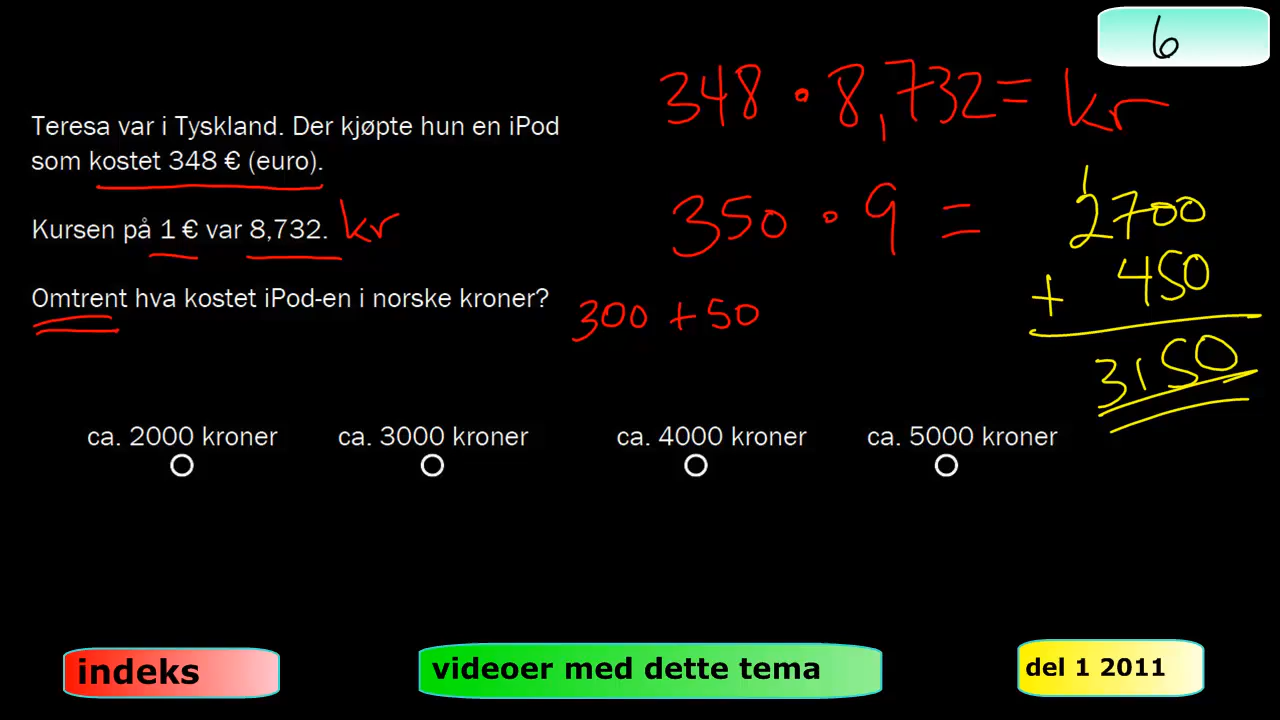 6
Teresa var i Tyskland. Der kjøpte hun en iPod
som kostet 348 € (euro).
Kursen på 1 € var 8,732. kr
Omtrent hva kostet iPod-en i norske kroner?
348 · 8,732 = kr
350 · 9 =
300 + 50
1
2700
+ 450
3150
ca. 2000 kroner
ca. 3000 kroner
ca. 4000 kroner
ca. 5000 kroner
indeks
videoer med dette tema
del 1 2011